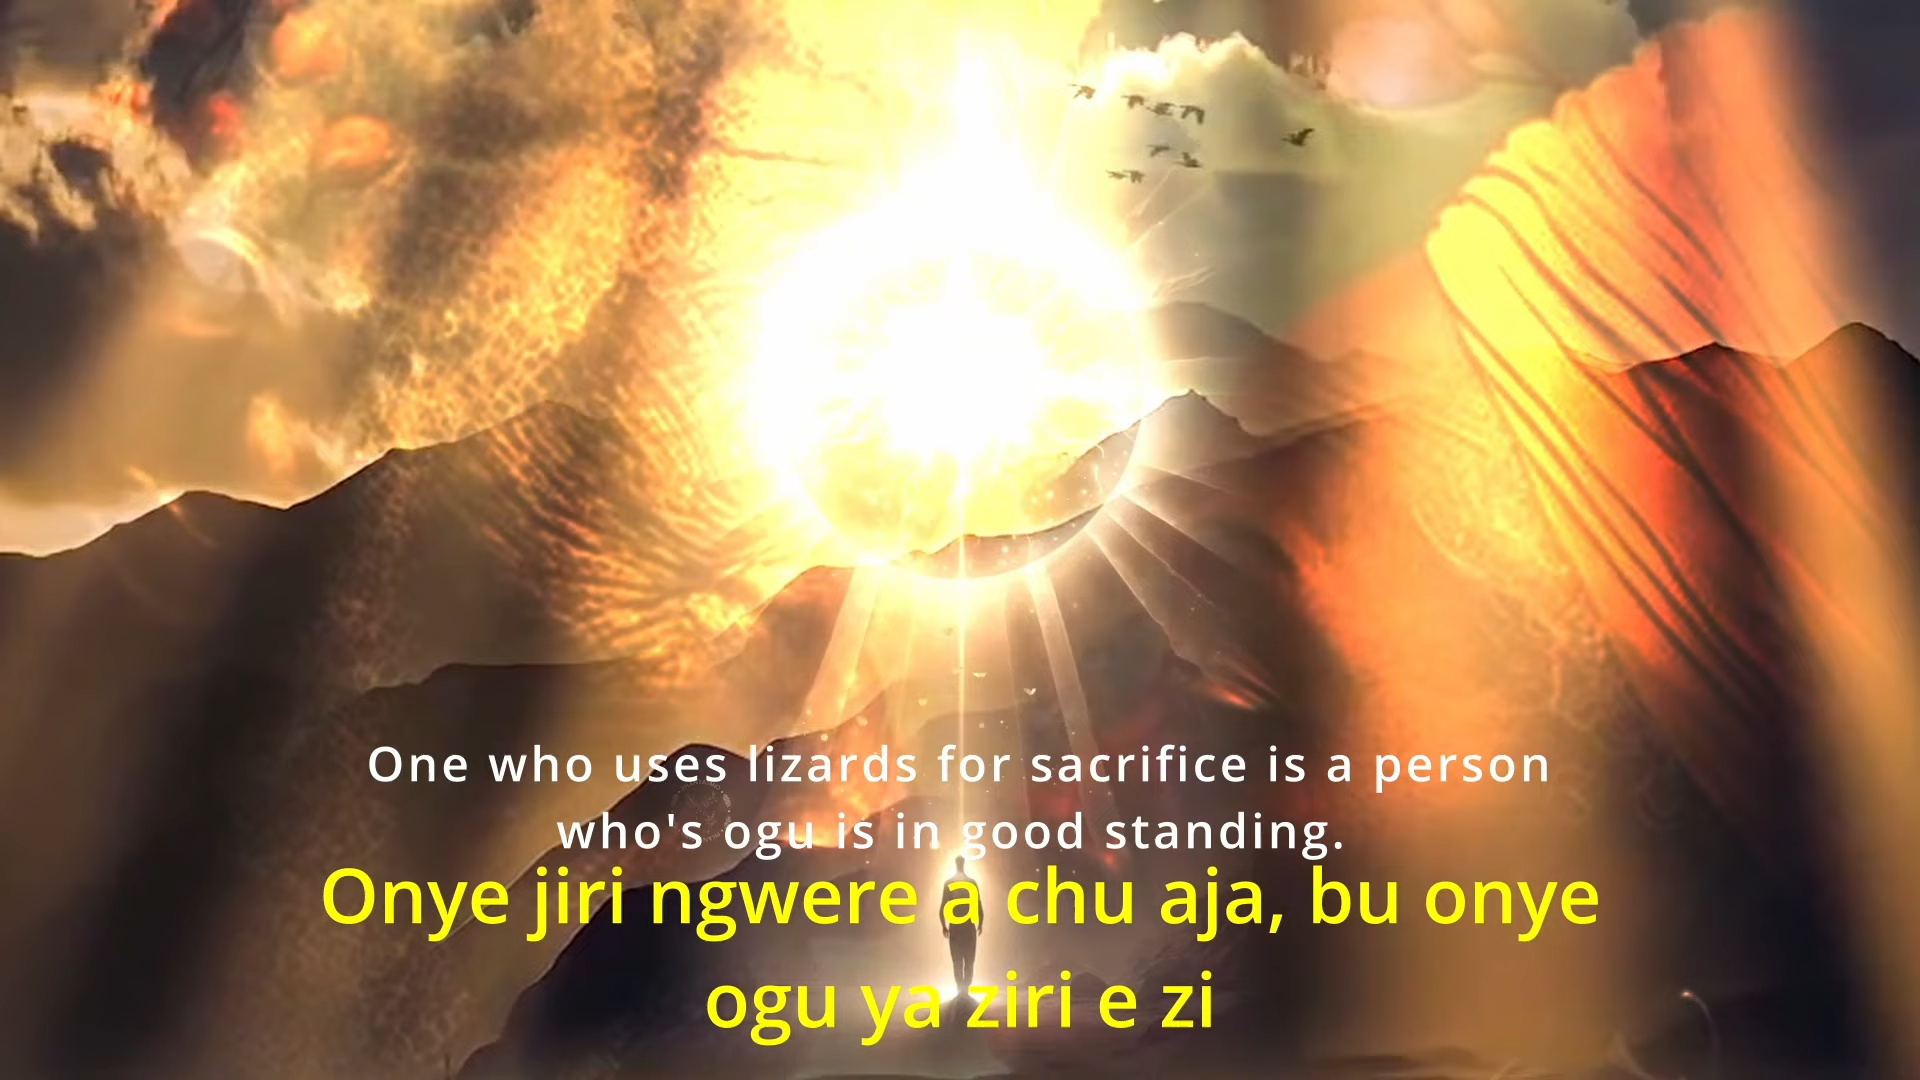 One who uses lizards for sacrifice is a person
who's ogu is in good standing.
Onye jiri ngwere a chu aja, bu onye
ogu ya ziri e zi